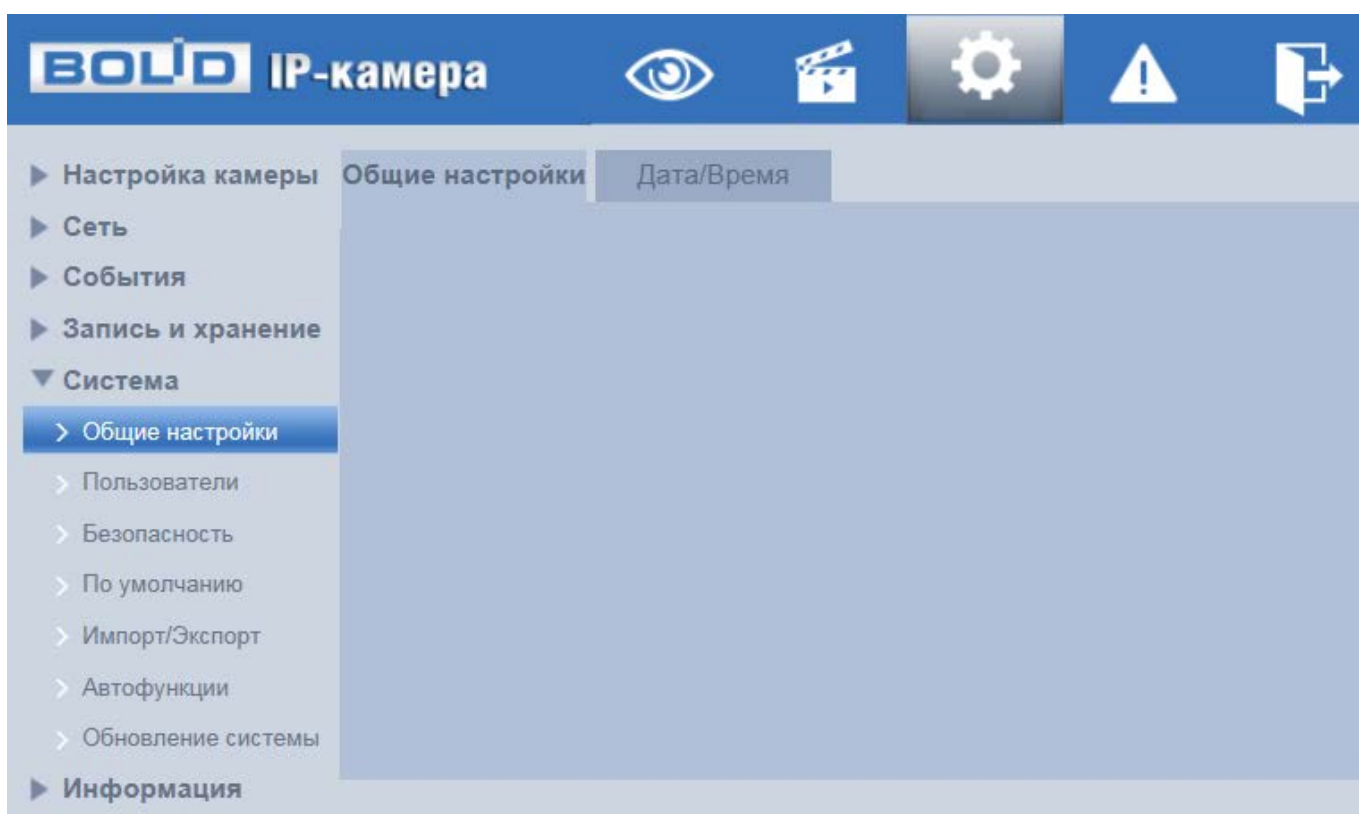 BOLID IP-камера
Настройка камеры
Общие настройки
Дата/Время
Сеть
События
Запись и хранение
Система
Общие настройки
Пользователи
Безопасность
По умолчанию
Импорт/Экспорт
Автофункции
Обновление системы
Информация